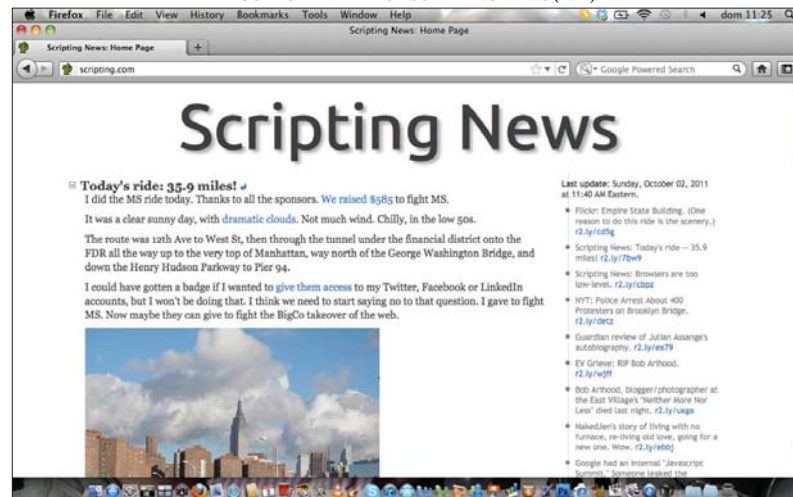 Firefox File Edit View History Bookmarks Tools Window Help dom 11:25
Scripting News: Home Page
Scripting News: Home Page +
scripting.com
Google Powered Search
Scripting News
Today's ride: 35.9 miles!
I did the MS ride today. Thanks to all the sponsors. We raised $585 to fight MS.
It was a clear sunny day, with dramatic clouds. Not much wind. Chilly, in the low 50s.
The route was 12th Ave to West St, then through the tunnel under the financial district onto the
FDR all the way up to the very top of Manhattan, way north of the George Washington Bridge, and
down the Henry Hudson Parkway to Pier 94.
I could have gotten a badge if I wanted to give them access to my Twitter, Facebook or LinkedIn
accounts, but I won't be doing that. I think we need to start saying no to that question. I gave to fight
MS. Now maybe they can give to fight the BigCo takeover of the web.
Last update: Sunday, October 02, 2011
at 11:40 AM Eastern.
Flickr: Empire State Building. (One
reason to do this ride is the scenery.)
r2.ly/cd5g
Scripting News: Today's ride -- 35.9
miles! r2.ly/7bw9
Scripting News: Browsers are too
low-level. r2.ly/cbpz
NYT: Police Arrest About 400
Protesters on Brooklyn Bridge.
r2.ly/detz
Guardian review of Julian Assange's
autobiography. r2.ly/ex79
EV Grieve: RIP Bob Arihood.
r2.ly/wjff
Bob Arihood, blogger/photographer at
the East Village's "Neither More Nor
Less" died last night. r2.ly/uxga
NakedJen's story of living with no
furnace, re-living old love, going for a
new one. Wow. r2.ly/ebbj
Google had an internal "Javascript
Summit." Someone leaked the